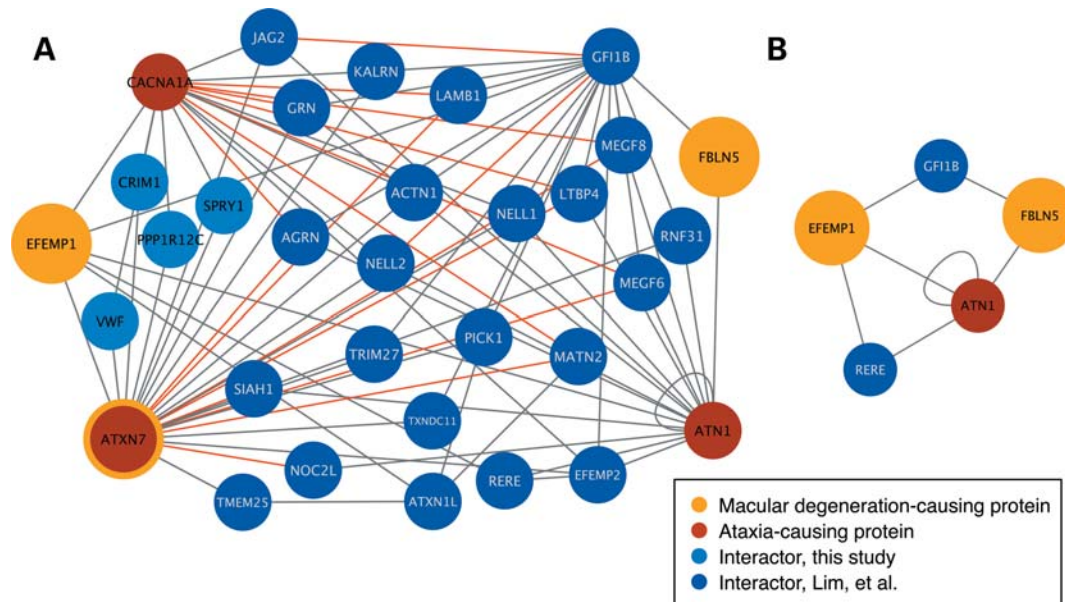 A
B
JAG2
GFI1B
CACNA1A
KALRN
LAMB1
GRN
MEGF8
FBLN5
CRIM1
SPRY1
ACTN1
LTBP4
NELL1
PPP1R12C
AGRN
RNF31
EFEMP1
NELL2
MEGF6
VWF
TRIM27
PICK1
MATN2
SIAH1
TXNDC11
ATN1
ATXN7
NOC2L
RERE
EFEMP2
TMEM25
ATXN1L
GFI1B
FBLN5
EFEMP1
ATN1
RERE
Macular degeneration-causing protein
Ataxia-causing protein
Interactor, this study
Interactor, Lim, et al.